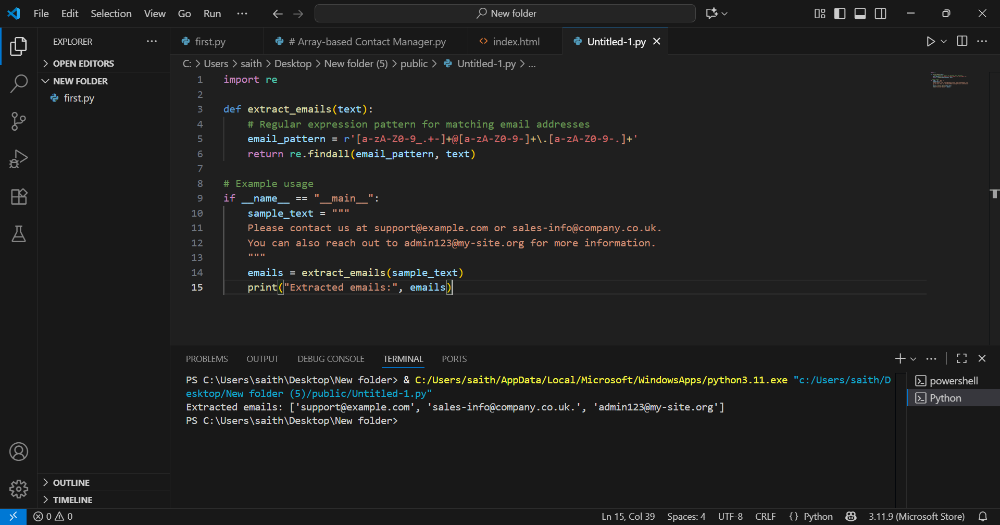 File Edit Selection View Go Run ··· New folder
EXPLORER ···
OPEN EDITORS
NEW FOLDER
first.py
OUTLINE
TIMELINE
first.py # Array-based Contact Manager.py index.html Untitled-1.py
C: > Users > saith > Desktop > New folder (5) > public > Untitled-1.py > ...
1 import re
2
3 def extract_emails(text):
4     # Regular expression pattern for matching email addresses
5     email_pattern = r'[a-zA-Z0-9_.+-]+@[a-zA-Z0-9-]+\.[a-zA-Z0-9-.]+'
6     return re.findall(email_pattern, text)
7
8 # Example usage
9 if __name__ == "__main__":
10     sample_text = """
11     Please contact us at support@example.com or sales-info@company.co.uk.
12     You can also reach out to admin123@my-site.org for more information.
13     """
14     emails = extract_emails(sample_text)
15     print("Extracted emails:", emails)
PROBLEMS OUTPUT DEBUG CONSOLE TERMINAL PORTS
PS C:\Users\saith\Desktop\New folder> & C:/Users/saith/AppData/Local/Microsoft/WindowsApps/python3.11.exe "c:/Users/saith/D
esktop/New folder (5)/public/Untitled-1.py"
Extracted emails: ['support@example.com', 'sales-info@company.co.uk.', 'admin123@my-site.org']
PS C:\Users\saith\Desktop\New folder>
powershell
Python
0 0 Ln 15, Col 39 Spaces: 4 UTF-8 CRLF {} Python 3.11.9 (Microsoft Store)